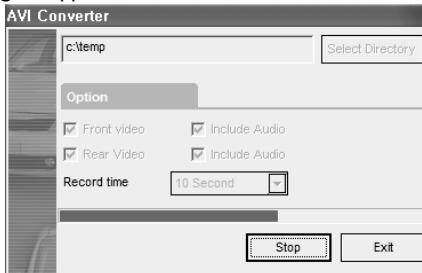 AVI Converter
c:\temp
Select Directory
Option
Front video Include Audio
Rear Video Include Audio
Record time 10 Second
Stop Exit